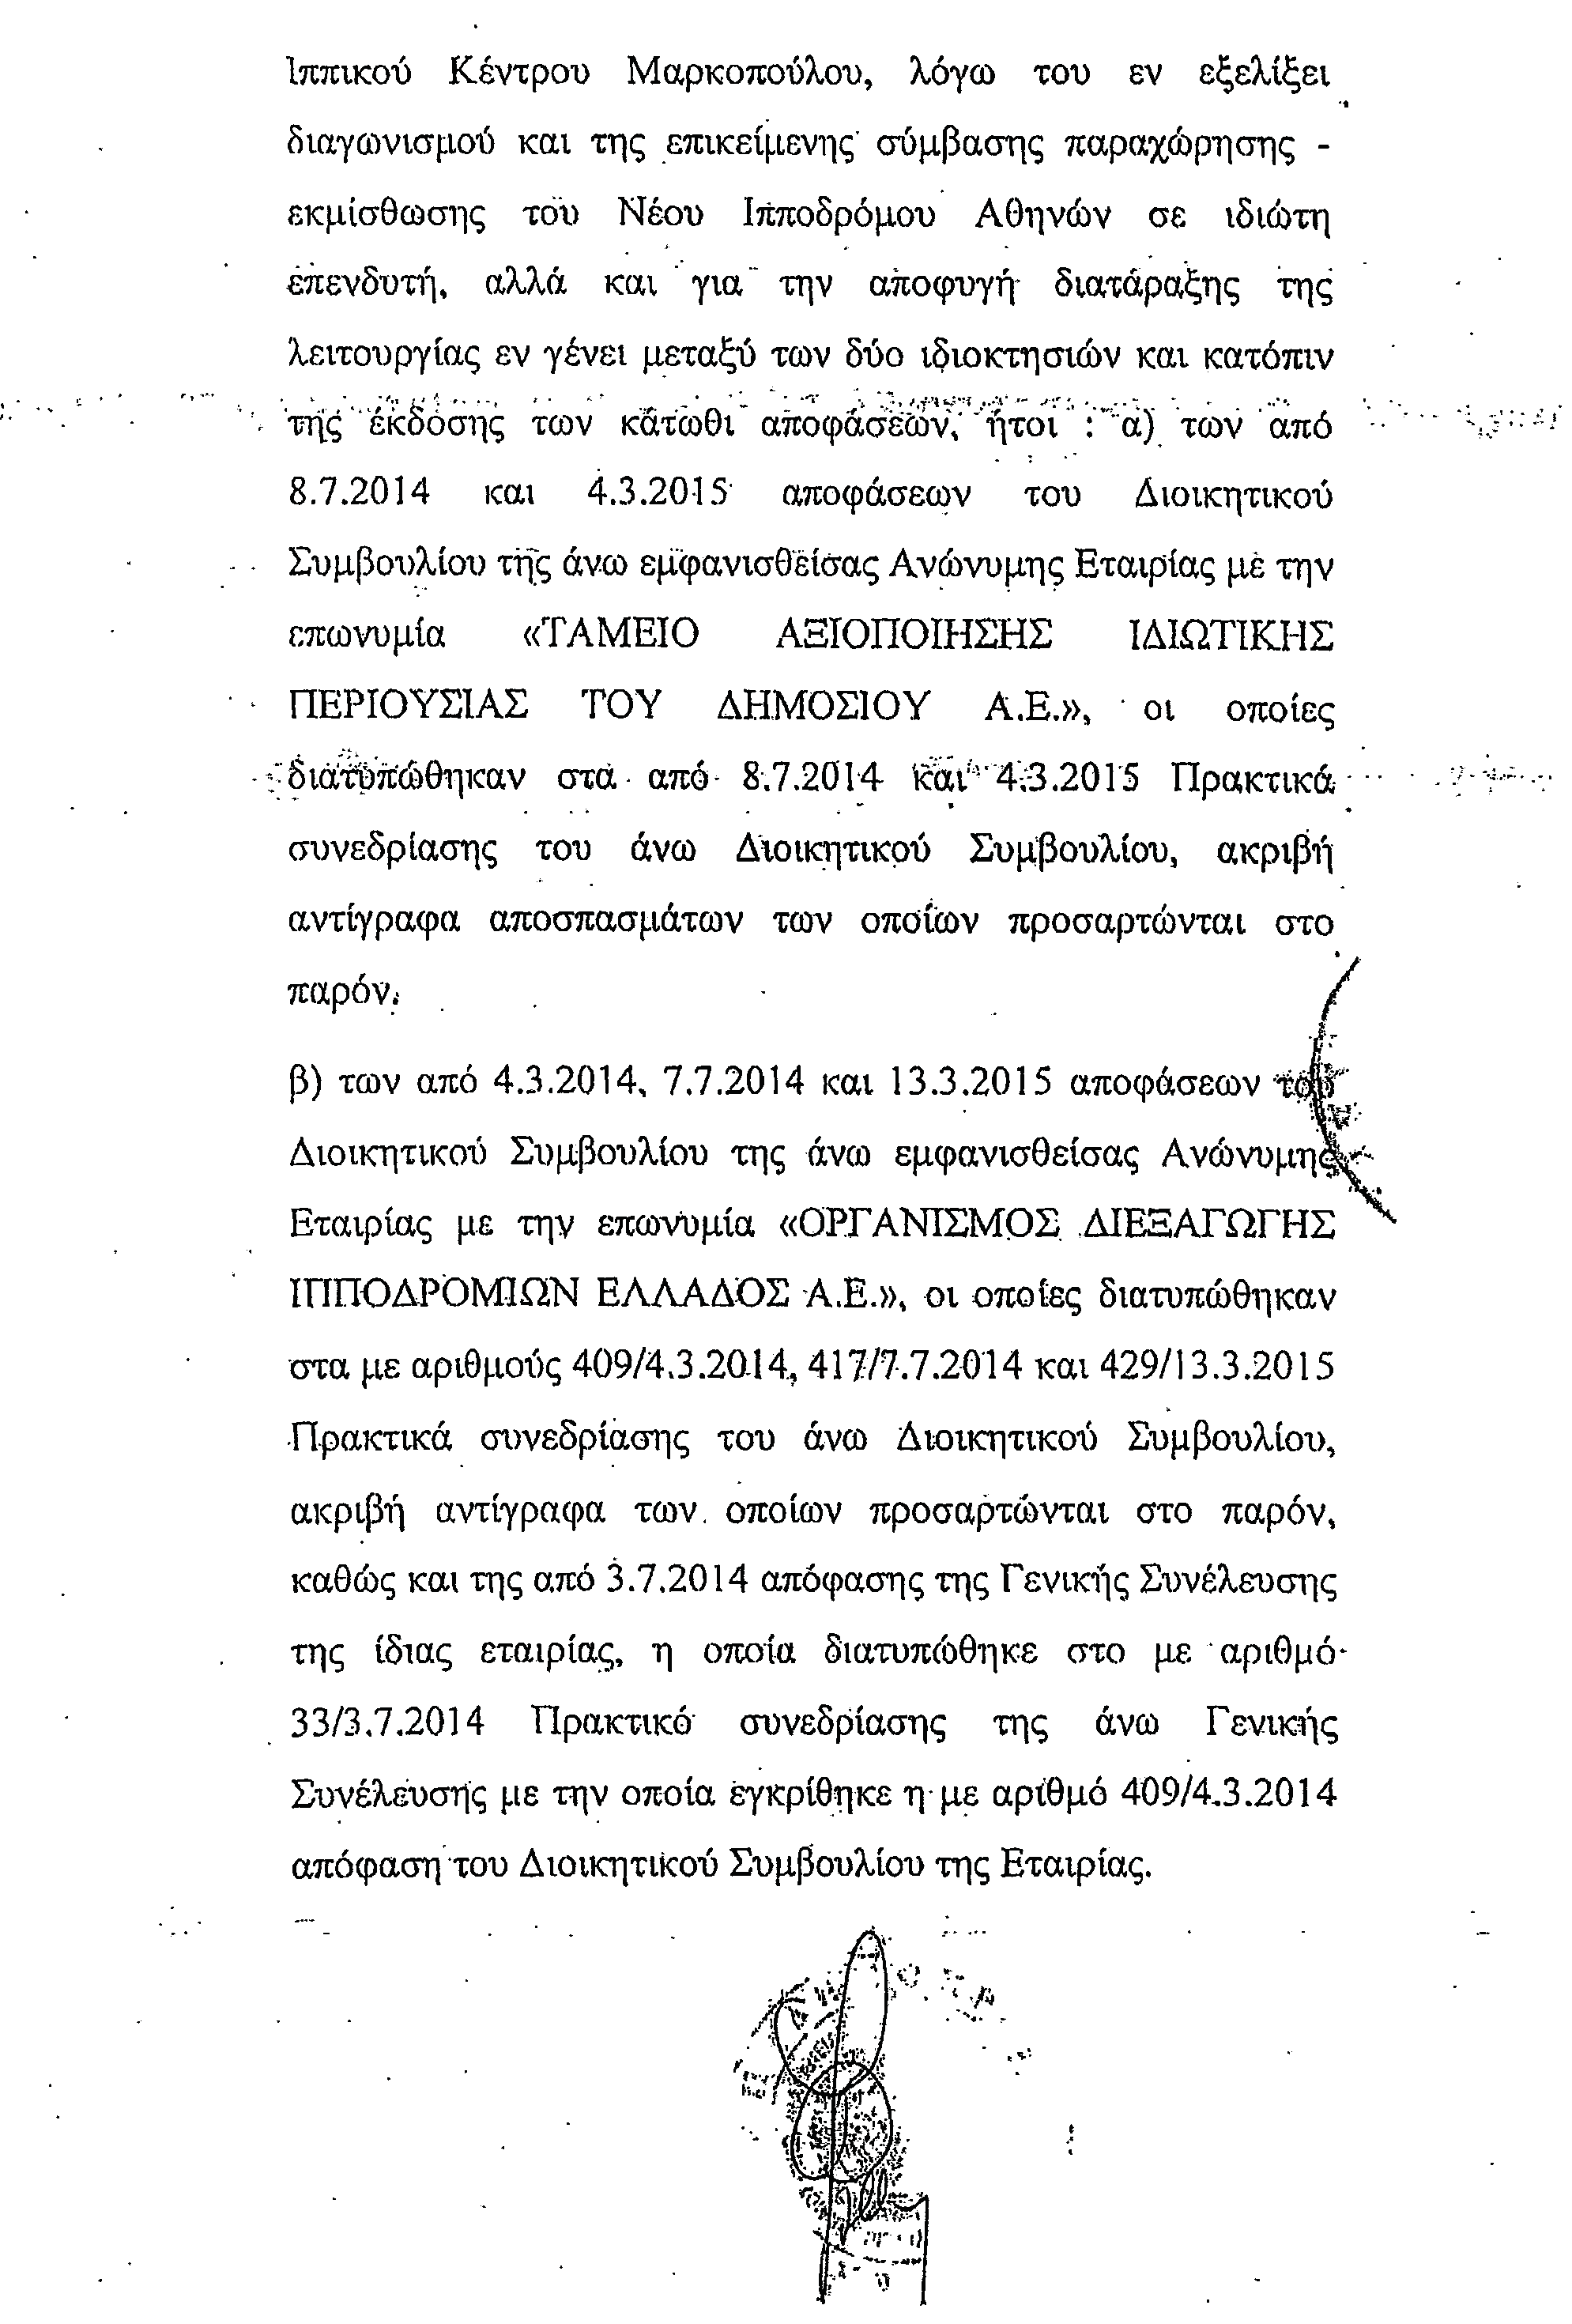 Ιππικού Κέντρου Μαρκοπούλου, λόγω του εν εξελίξει
διαγωνισμού και της επικείμενης σύμβασης παραχώρησης -
εκμίσθωσης του Νέου Ιπποδρόμου Αθηνών σε ιδιώτη
επενδυτή, αλλά και για την αποφυγή διατάραξης της
λειτουργίας εν γένει μεταξύ των δύο ιδιοκτησιών και κατόπιν
της έκδοσης των κάτωθι αποφάσεων, ήτοι : α) των από
8.7.2014 και 4.3.2015 αποφάσεων του Διοικητικού
Συμβουλίου της άνω εμφανισθείσας Ανώνυμης Εταιρίας με την
επωνυμία «ΤΑΜΕΙΟ ΑΞΙΟΠΟΙΗΣΗΣ ΙΔΙΩΤΙΚΗΣ
ΠΕΡΙΟΥΣΙΑΣ ΤΟΥ ΔΗΜΟΣΙΟΥ Α.Ε.», οι οποίες
διατυπώθηκαν στα από 8.7.2014 και 4.3.2015 Πρακτικά
συνεδρίασης του άνω Διοικητικού Συμβουλίου, ακριβή
αντίγραφα αποσπασμάτων των οποίων προσαρτώνται στο
παρόν.
β) των από 4.3.2014, 7.7.2014 και 13.3.2015 αποφάσεων του
Διοικητικού Συμβουλίου της άνω εμφανισθείσας Ανώνυμης
Εταιρίας με την επωνυμία «ΟΡΓΑΝΙΣΜΟΣ ΔΙΕΞΑΓΩΓΗΣ
ΙΠΠΟΔΡΟΜΙΩΝ ΕΛΛΑΔΟΣ Α.Ε.», οι οποίες διατυπώθηκαν
στα με αριθμούς 409/4.3.2014, 417/7.7.2014 και 429/13.3.2015
Πρακτικά συνεδρίασης του άνω Διοικητικού Συμβουλίου,
ακριβή αντίγραφα των οποίων προσαρτώνται στο παρόν,
καθώς και της από 3.7.2014 απόφασης της Γενικής Συνέλευσης
της ίδιας εταιρίας, η οποία διατυπώθηκε στο με αριθμό
33/3.7.2014 Πρακτικό συνεδρίασης της άνω Γενικής
Συνέλευσης με την οποία εγκρίθηκε η με αριθμό 409/4.3.2014
απόφαση του Διοικητικού Συμβουλίου της Εταιρίας.